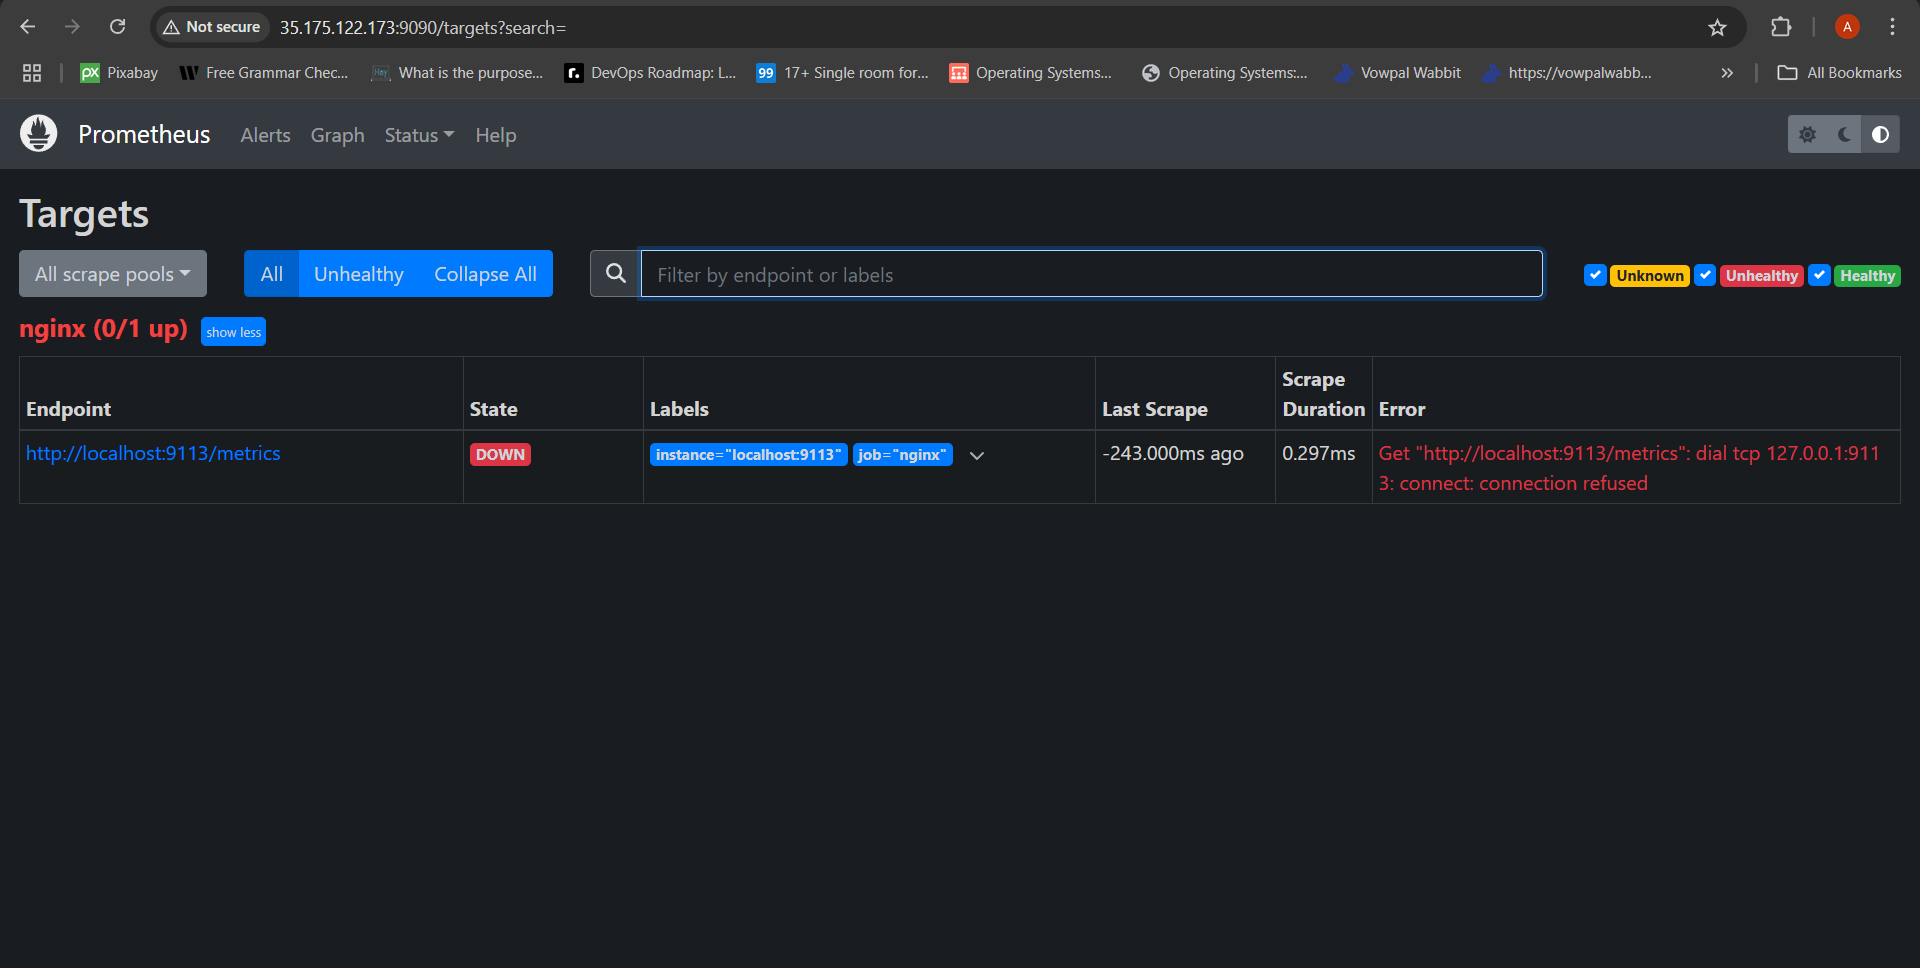 Not secure 35.175.122.173:9090/targets?search= A
Pixabay Free Grammar Chec... What is the purpose... DevOps Roadmap: L... 17+ Single room for... Operating Systems... Operating Systems:... Vowpal Wabbit https://vowpalwabb... » All Bookmarks
Prometheus Alerts Graph Status Help
Targets
All scrape pools All Unhealthy Collapse All Filter by endpoint or labels Unknown Unhealthy Healthy
nginx (0/1 up) show less
Endpoint State Labels Last Scrape Scrape Duration Error
http://localhost:9113/metrics DOWN instance="localhost:9113" job="nginx" -243.000ms ago 0.297ms Get "http://localhost:9113/metrics": dial tcp 127.0.0.1:911
3: connect: connection refused